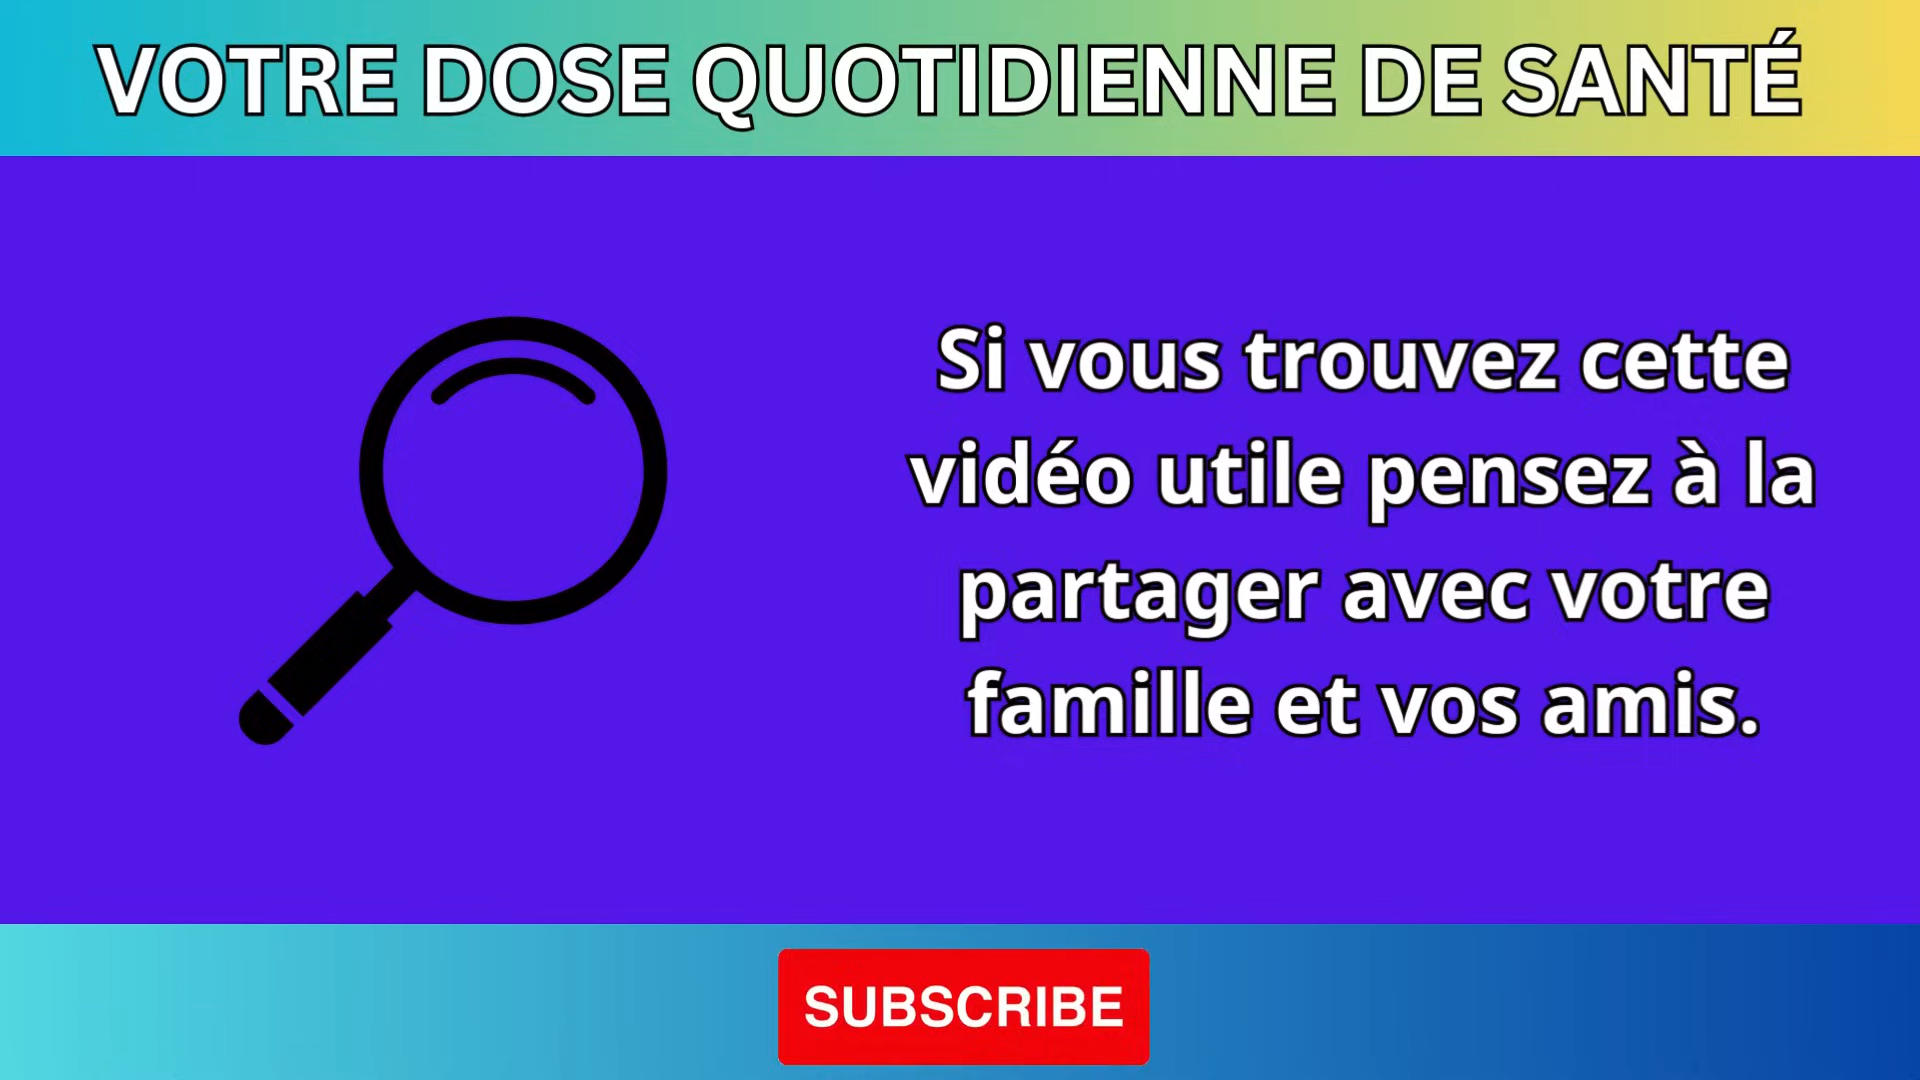 VOTRE DOSE QUOTIDIENNE DE SANTÉ
Si vous trouvez cette
vidéo utile pensez à la
partager avec votre
famille et vos amis.
SUBSCRIBE